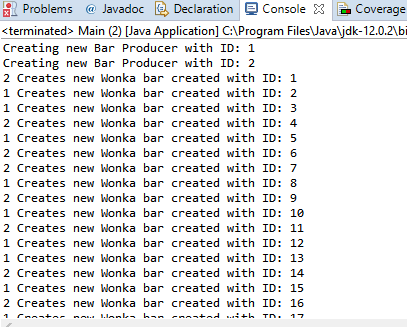 Problems @ Javadoc Declaration Console Coverage
<terminated> Main (2) [Java Application] C:\Program Files\Java\jdk-12.0.2\bi
Creating new Bar Producer with ID: 1
Creating new Bar Producer with ID: 2
2 Creates new Wonka bar created with ID: 1
1 Creates new Wonka bar created with ID: 2
1 Creates new Wonka bar created with ID: 3
2 Creates new Wonka bar created with ID: 4
1 Creates new Wonka bar created with ID: 5
2 Creates new Wonka bar created with ID: 6
2 Creates new Wonka bar created with ID: 7
1 Creates new Wonka bar created with ID: 8
2 Creates new Wonka bar created with ID: 9
1 Creates new Wonka bar created with ID: 10
2 Creates new Wonka bar created with ID: 11
2 Creates new Wonka bar created with ID: 12
1 Creates new Wonka bar created with ID: 13
2 Creates new Wonka bar created with ID: 14
1 Creates new Wonka bar created with ID: 15
2 Creates new Wonka bar created with ID: 16
1 Creates new Wonka bar created with ID: 17